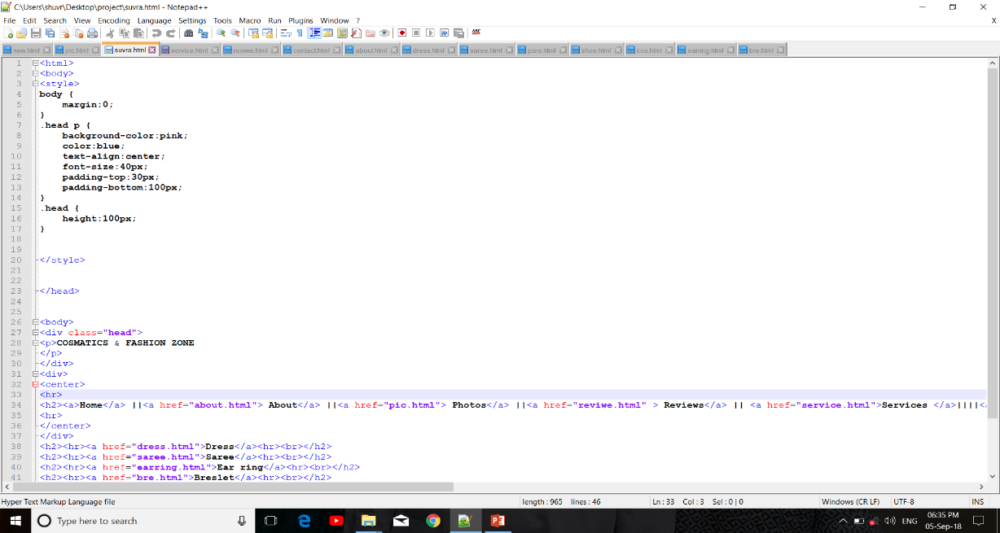 C:\Users\shuvr\Desktop\project\suvra.html - Notepad++
File Edit Search View Encoding Language Settings Tools Macro Run Plugins Window ? X
new.html pic.html suvra.html service.html reviwe.html contact.html about.html dress.html saree.html pars.html shoe.html cos.html earring.html bre.html
1 <html>
2 <body>
3 <style>
4 body {
5 margin:0;
6 }
7 .head p {
8 background-color:pink;
9 color:blue;
10 text-align:center;
11 font-size:40px;
12 padding-top:30px;
13 padding-bottom:100px;
14 }
15 .head {
16 height:100px;
17 }
18
19
20 </style>
21
22
23 </head>
24
25
26 <body>
27 <div class="head">
28 <p>COSMATICS & FASHION ZONE
29 </p>
30 </div>
31 <div>
32 <center>
33 <hr>
34 <h2><a>Home</a> ||<a href="about.html"> About</a> ||<a href="pic.html"> Photos</a> ||<a href="reviwe.html" > Reviews</a> || <a href="service.html">Services </a>||||<
35 <hr>
36 </center>
37 </div>
38 <h2><hr><a href="dress.html">Dress</a><hr><br></h2>
39 <h2><hr><a href="saree.html">Saree</a><hr><br></h2>
40 <h2><hr><a href="earring.html">Ear ring</a><hr><br></h2>
41 <h2><hr><a href="bre.html">Breslet</a><hr><br></h2>
Hyper Text Markup Language file length : 965 lines : 46 Ln : 33 Col : 3 Sel : 0 | 0 Windows (CR LF) UTF-8 INS
Type here to search ENG 06:35 PM
05-Sep-18